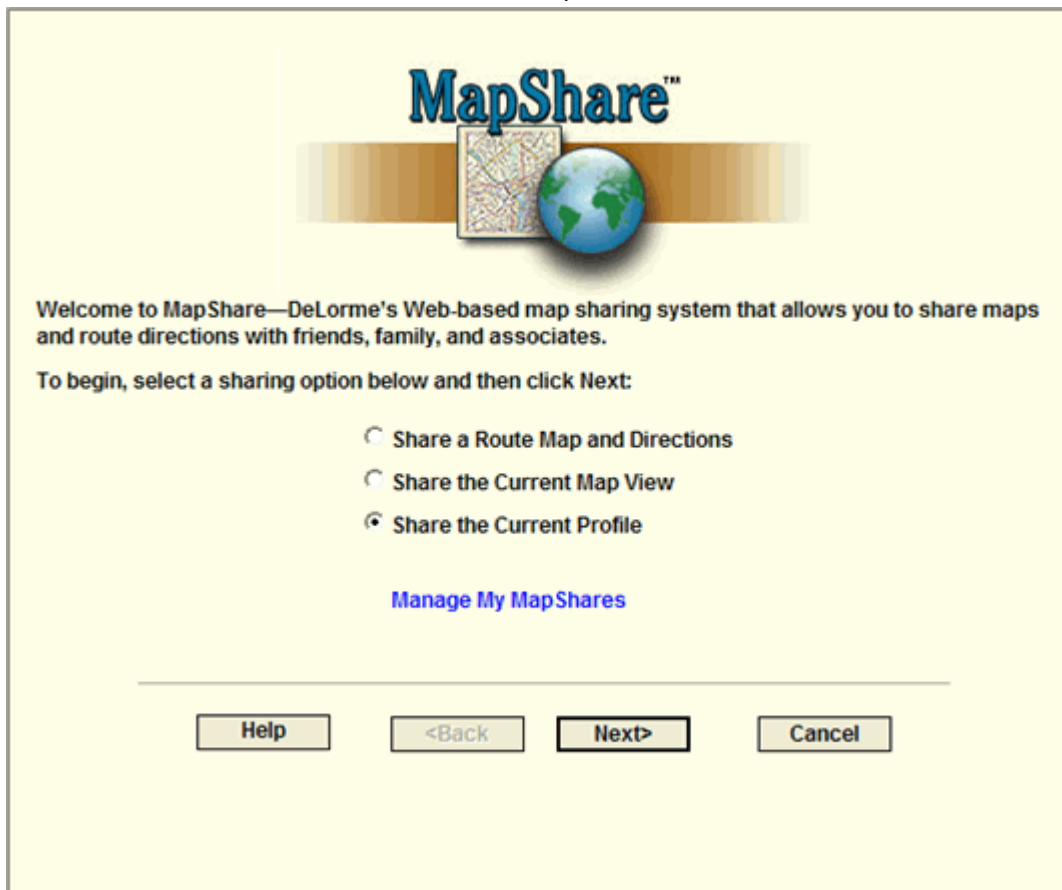 MapShare™
Welcome to MapShare—DeLorme's Web-based map sharing system that allows you to share maps
and route directions with friends, family, and associates.
To begin, select a sharing option below and then click Next:
Share a Route Map and Directions
Share the Current Map View
Share the Current Profile
Manage My MapShares
Help
<Back
Next>
Cancel